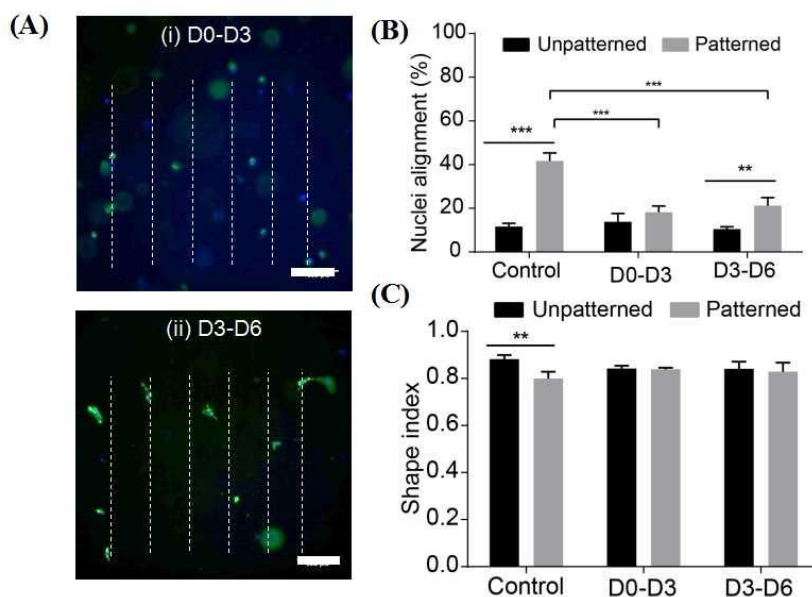 (A)
(i) D0-D3
(ii) D3-D6
(B)
Unpatterned Patterned
Nuclei alignment (%)
100
80
60
40
20
0
***
***
***
**
Control D0-D3 D3-D6
(C)
Unpatterned Patterned
Shape index
1.0
0.8
0.6
0.4
0.2
0.0
**
Control D0-D3 D3-D6